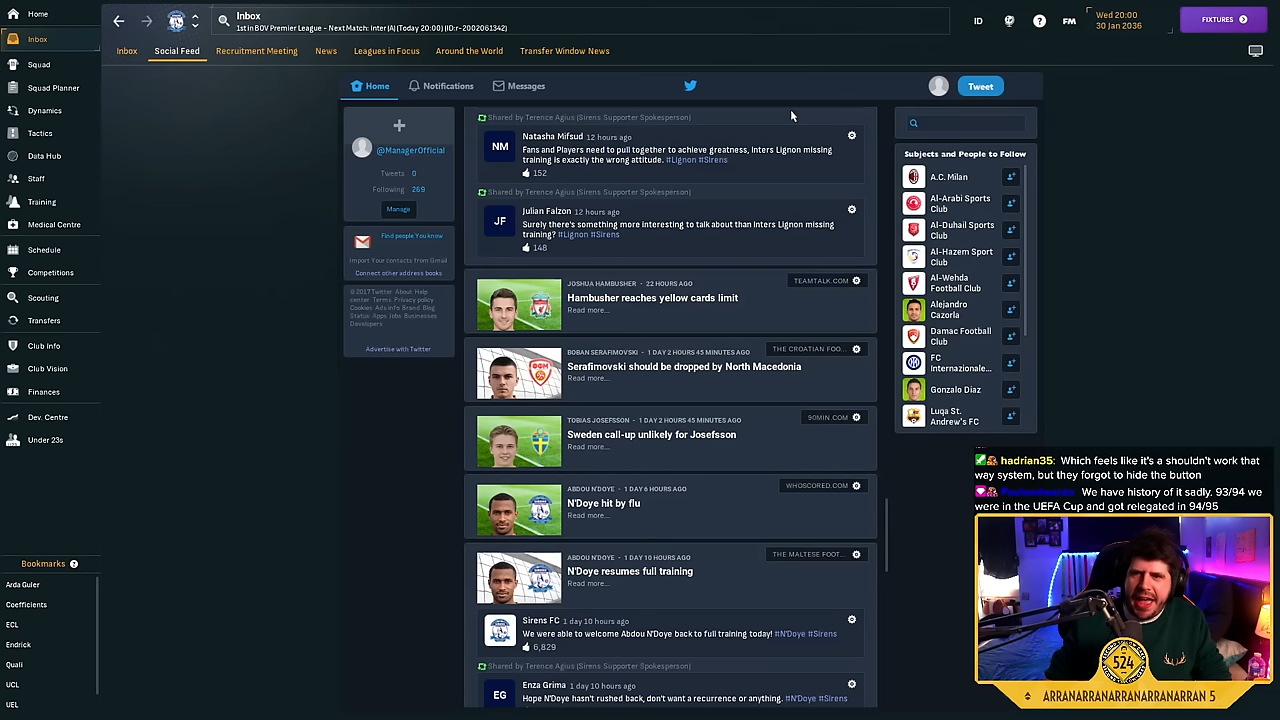 Home
Inbox
Squad
Squad Planner
Dynamics
Tactics
Data Hub
Staff
Training
Medical Centre
Schedule
Competitions
Scouting
Transfers
Club Info
Club Vision
Finances
Dev. Centre
Under 23s
Bookmarks
Arda Guler
Coefficients
ECL
Endrick
Quali
UCL
UEL
Inbox
1st in BOV Premier League - Next Match: Inter (A) (Today 20:00) (ID:r-2002061342)
ID
FM
Wed 20:00
30 Jan 2036
FIXTURES
Inbox
Social Feed
Recruitment Meeting
News
Leagues in Focus
Around the World
Transfer Window News
Home
Notifications
Messages
Tweet
@ManagerOfficial
Tweets 0
Following 269
Manage
Find people You know
Import Your contacts from Gmail
Connect other address books
© 2017 Twitter About Help
center Terms Privacy policy
Cookies Ads info Brand Blog
Status Apps Jobs Businesses
Developers
Advertise with Twitter
Shared by Terence Agius (Sirens Supporter Spokesperson)
NM
Natasha Mifsud 12 hours ago
Fans and Players need to pull together to achieve greatness, Inters Lignon missing
training is exactly the wrong attitude. #Lignon #Sirens
152
Shared by Terence Agius (Sirens Supporter Spokesperson)
JF
Julian Falzon 12 hours ago
Surely there's something more interesting to talk about than Inters Lignon missing
training? #Lignon #Sirens
148
JOSHUA HAMBUSHER - 22 HOURS AGO
TEAMTALK.COM
Hambusher reaches yellow cards limit
Read more...
BOBAN SERAFIMOVSKI - 1 DAY 2 HOURS 45 MINUTES AGO
THE CROATIAN FOO...
Serafimovski should be dropped by North Macedonia
Read more...
TOBIAS JOSEFSSON - 1 DAY 2 HOURS 45 MINUTES AGO
90MIN.COM
Sweden call-up unlikely for Josefsson
Read more...
ABDOU N'DOYE - 1 DAY 6 HOURS AGO
WHOSCORED.COM
N'Doye hit by flu
Read more...
ABDOU N'DOYE - 1 DAY 10 HOURS AGO
THE MALTESE FOOT...
N'Doye resumes full training
Read more...
Sirens FC 1 day 10 hours ago
We were able to welcome Abdou N'Doye back to full training today! #N'Doye #Sirens
6,829
Shared by Terence Agius (Sirens Supporter Spokesperson)
EG
Enza Grima 1 day 10 hours ago
Hope N'Doye hasn't rushed back, don't want a recurrence or anything. #N'Doye #Sirens
Subjects and People to Follow
A.C. Milan
Al-Arabi Sports
Club
Al-Duhail Sports
Club
Al-Hazem Sport
Club
Al-Wehda
Football Club
Alejandro
Cazorla
Damac Football
Club
FC
Internazionale...
Gonzalo Diaz
Luqa St.
Andrew's FC
hadrian35: Which feels like it's a shouldn't work that
way system, but they forgot to hide the button
We have history of it sadly. 93/94 we
were in the UEFA Cup and got relegated in 94/95
524
ARRANARRANARRANARRANARRAN 5